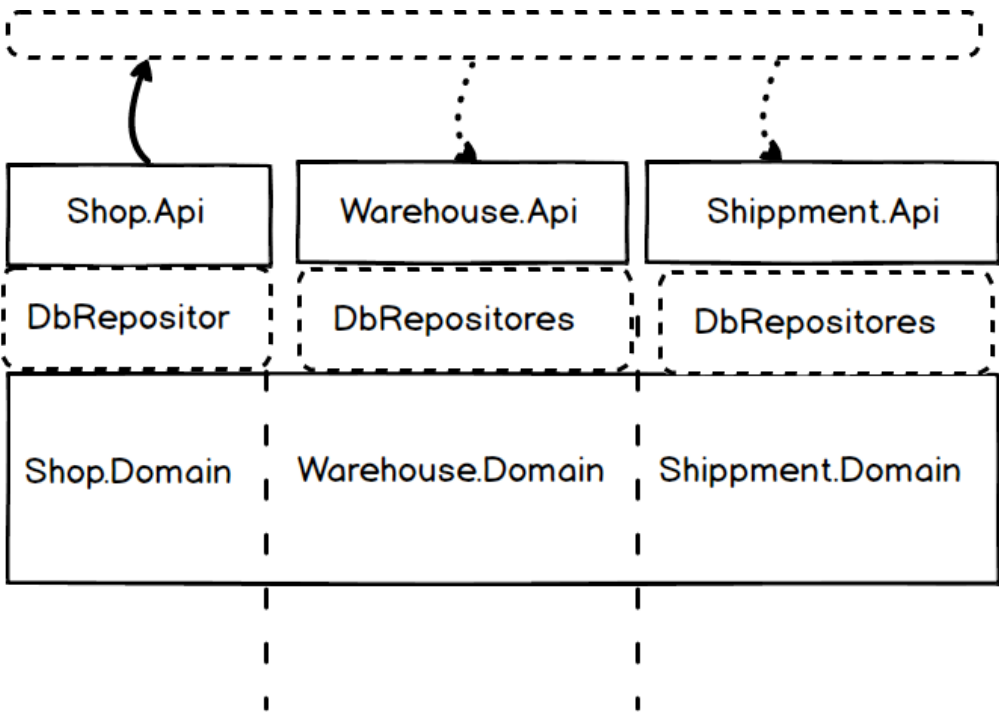 Shop.Api
Warehouse.Api
Shippment.Api
DbRepositor
DbRepositores
DbRepositores
Shop.Domain
Warehouse.Domain
Shippment.Domain